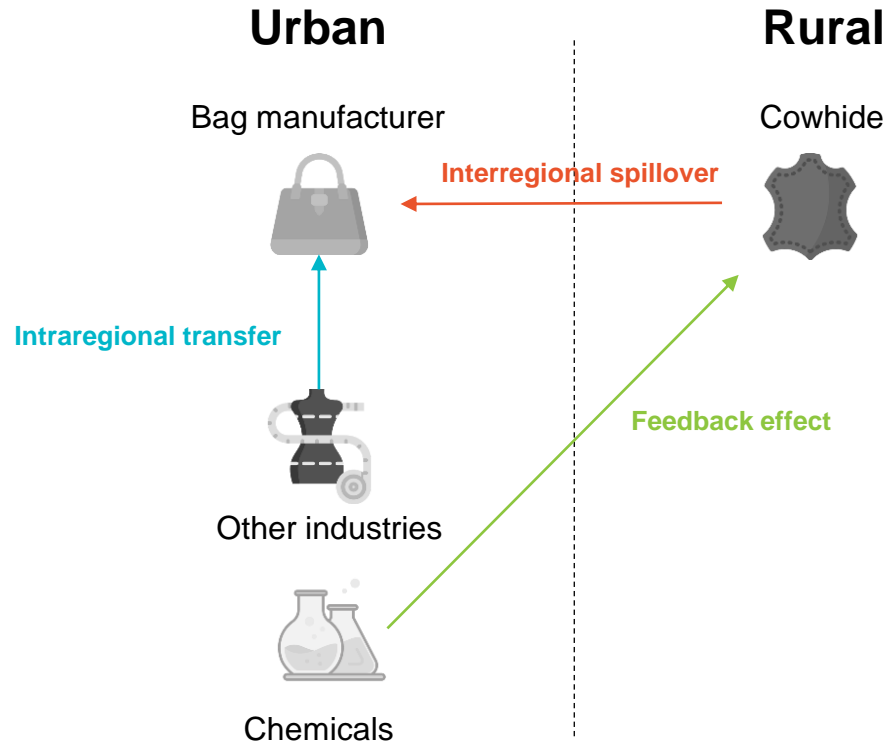 Urban
Rural
Bag manufacturer
Cowhide
Interregional spillover
Intraregional transfer
Feedback effect
Other industries
Chemicals